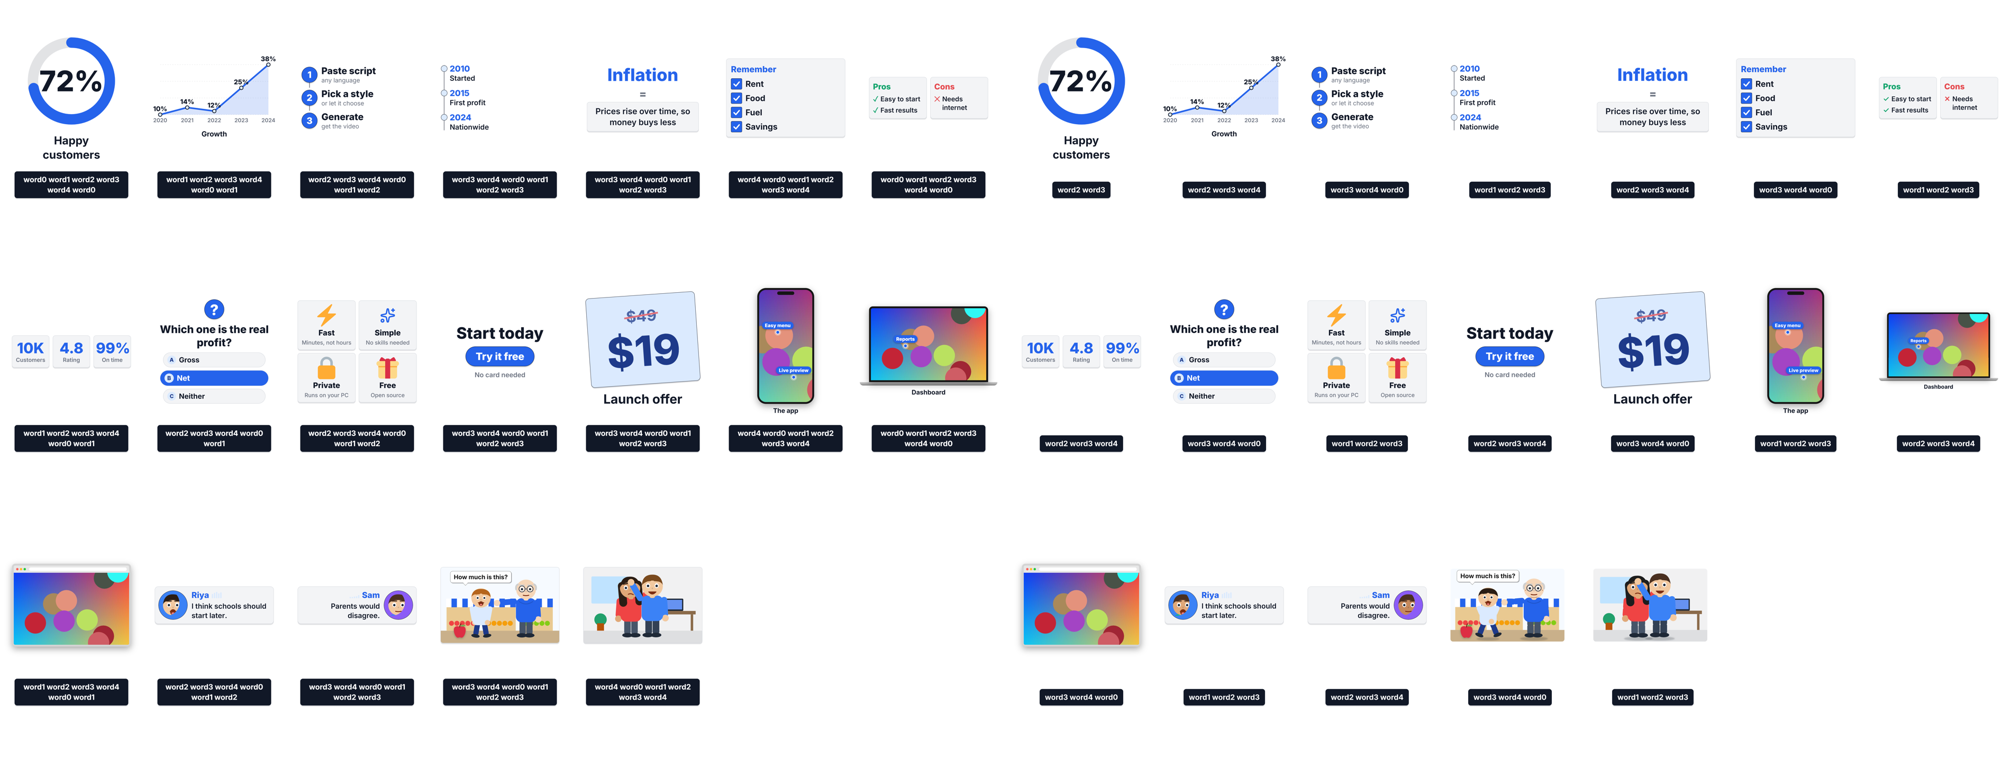 72%
Happy
customers
word0 word1 word2 word3
word4 word0
38%
25%
14%
12%
10%
2020 2021 2022 2023 2024
Growth
word1 word2 word3 word4
word0 word1
1 Paste script
any language
2 Pick a style
or let it choose
3 Generate
get the video
word2 word3 word4 word0
word1 word2
2010
Started
2015
First profit
2024
Nationwide
word3 word4 word0 word1
word2 word3
Inflation
=
Prices rise over time, so
money buys less
word3 word4 word0 word1
word2 word3
Remember
Rent
Food
Fuel
Savings
word4 word0 word1 word2
word3 word4
Pros
Easy to start
Fast results
Cons
Needs
internet
word0 word1 word2 word3
word4 word0
72%
Happy
customers
word2 word3
38%
25%
14%
12%
10%
2020 2021 2022 2023 2024
Growth
word2 word3 word4
1 Paste script
any language
2 Pick a style
or let it choose
3 Generate
get the video
word3 word4 word0
2010
Started
2015
First profit
2024
Nationwide
word1 word2 word3
Inflation
=
Prices rise over time, so
money buys less
word2 word3 word4
Remember
Rent
Food
Fuel
Savings
word3 word4 word0
Pros
Easy to start
Fast results
Cons
Needs
internet
word1 word2 word3
10K
Customers
4.8
Rating
99%
On time
word1 word2 word3 word4
word0 word1
?
Which one is the real
profit?
A Gross
B Net
C Neither
word2 word3 word4 word0
word1
Fast
Minutes, not hours
Simple
No skills needed
Private
Runs on your PC
Free
Open source
word2 word3 word4 word0
word1 word2
Start today
Try it free
No card needed
word3 word4 word0 word1
word2 word3
$49
$19
Launch offer
word3 word4 word0 word1
word2 word3
Easy menu
Live preview
The app
word4 word0 word1 word2
word3 word4
Reports
Dashboard
word0 word1 word2 word3
word4 word0
10K
Customers
4.8
Rating
99%
On time
word2 word3 word4
?
Which one is the real
profit?
A Gross
B Net
C Neither
word3 word4 word0
Fast
Minutes, not hours
Simple
No skills needed
Private
Runs on your PC
Free
Open source
word1 word2 word3
Start today
Try it free
No card needed
word2 word3 word4
$49
$19
Launch offer
word3 word4 word0
Easy menu
Live preview
The app
word1 word2 word3
Reports
Dashboard
word2 word3 word4
word1 word2 word3 word4
word0 word1
Riya
I think schools should
start later.
word2 word3 word4 word0
word1 word2
Sam
Parents would
disagree.
word3 word4 word0 word1
word2 word3
How much is this?
word3 word4 word0 word1
word2 word3
word4 word0 word1 word2
word3 word4
word3 word4 word0
Riya
I think schools should
start later.
word1 word2 word3
Sam
Parents would
disagree.
word2 word3 word4
How much is this?
word3 word4 word0
word1 word2 word3